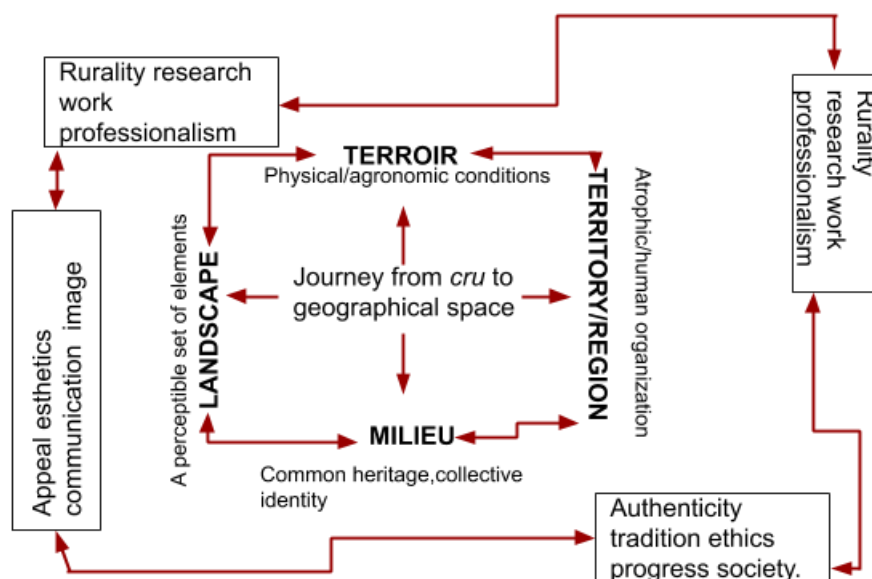 Rurality research
work
professionalism
Rurality
research work
professionalism
TERROIR
Physical/agronomic conditions
A perceptible set of elements
LANDSCAPE
Journey from cru to
geographical space
TERRITORY/REGION
Atrophic/human organization
Appeal esthetics
communication image
MILIEU
Common heritage,collective
identity
Authenticity
tradition ethics
progress society.